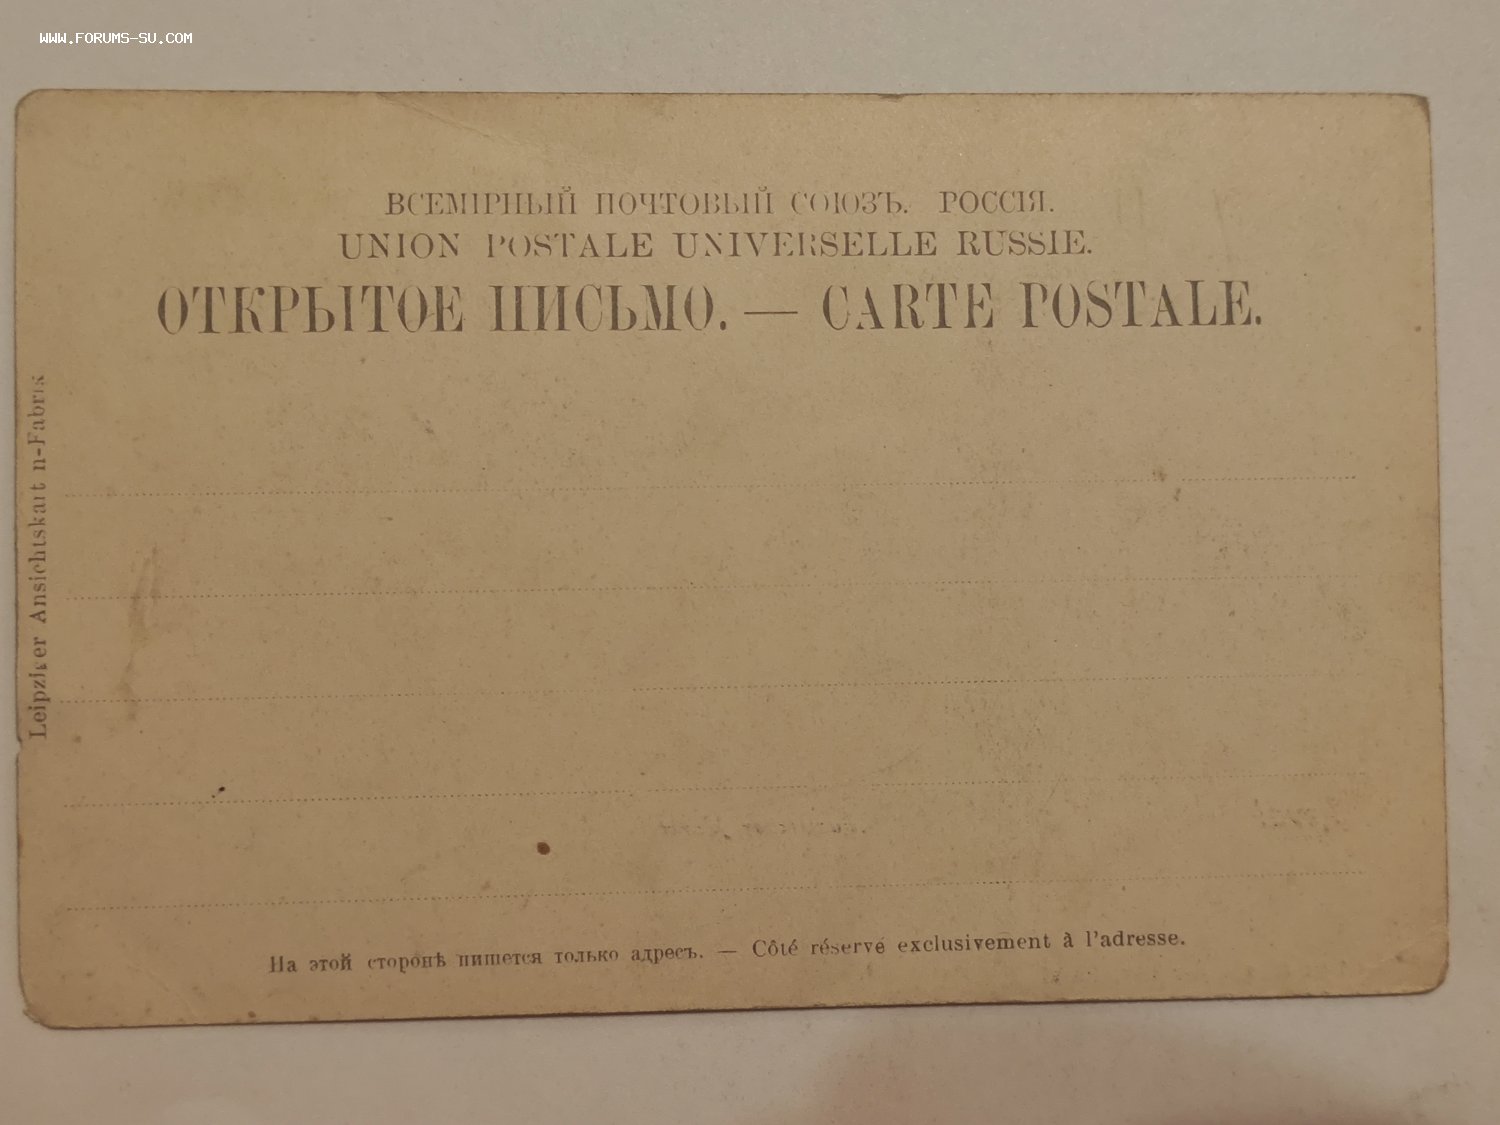 WWW.FORUMS-SU.COM
ВСЕМІРНЫЙ ПОЧТОВЫЙ СОЮЗЪ. РОССІЯ.
UNION POSTALE UNIVERSELLE RUSSIE.
ОТКРЫТОЕ ПИСЬМО. — CARTE POSTALE.
Leipziger Ansichtskart n-Fabrik
На этой сторонѣ пишется только адресъ. — Côté réservé exclusivement à l'adresse.